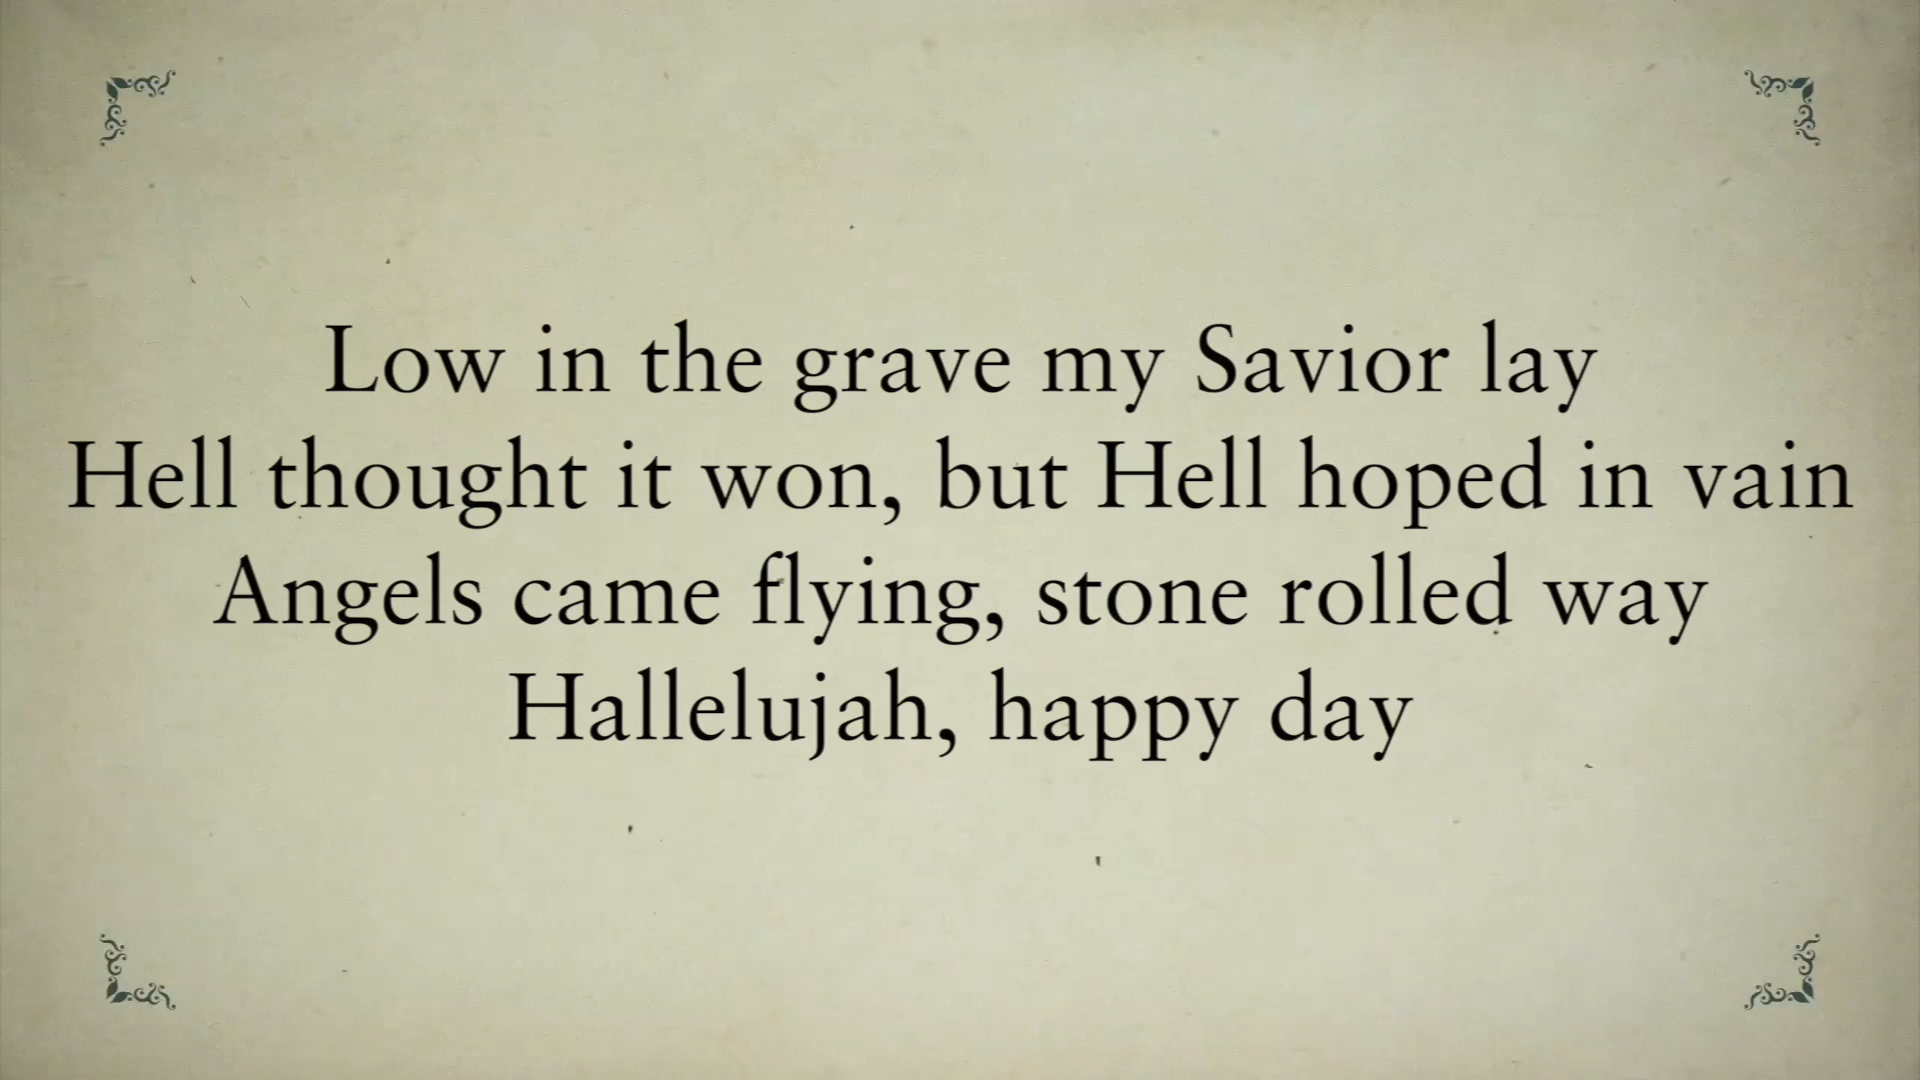 Low in the grave my Savior lay
Hell thought it won, but Hell hoped in vain
Angels came flying, stone rolled way
Hallelujah, happy day